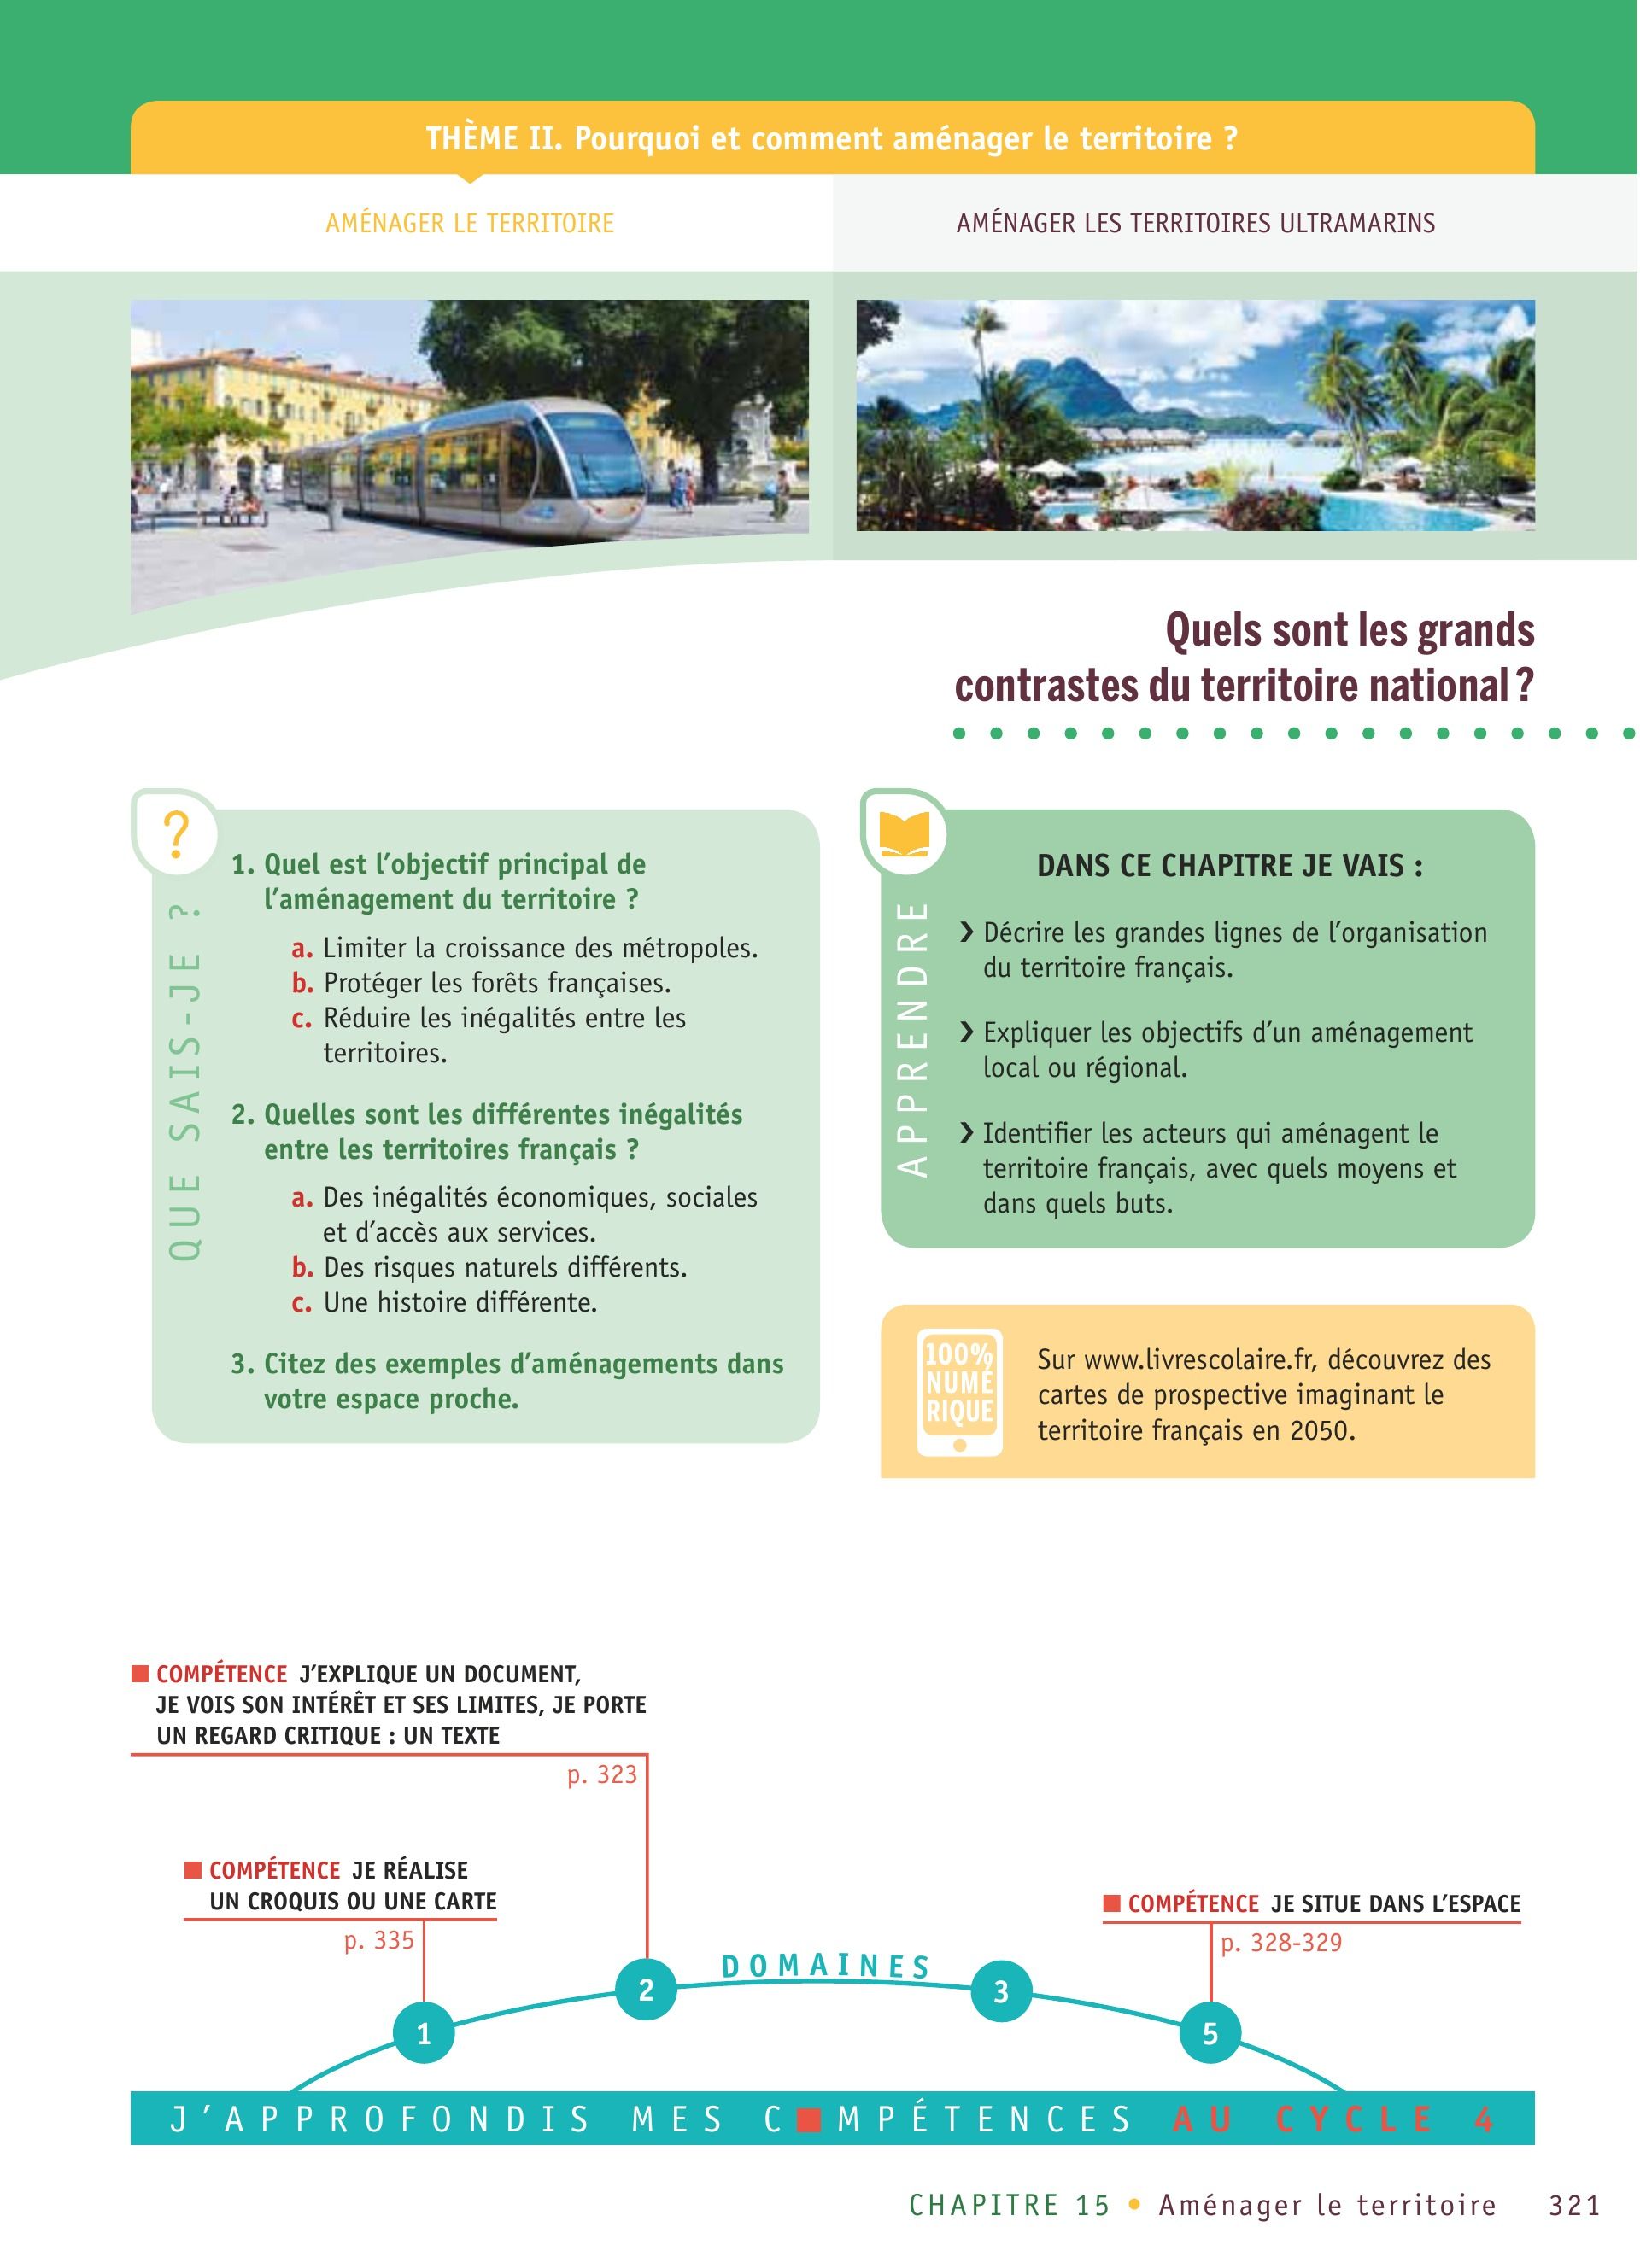 THÈME II. Pourquoi et comment aménager le territoire ?
AMÉNAGER LE TERRITOIRE
AMÉNAGER LES TERRITOIRES ULTRAMARINS
Quels sont les grands
contrastes du territoire national ?
QUE SAIS-JE ?
1. Quel est l’objectif principal de
l’aménagement du territoire ?
a. Limiter la croissance des métropoles.
b. Protéger les forêts françaises.
c. Réduire les inégalités entre les
territoires.
2. Quelles sont les différentes inégalités
entre les territoires français ?
a. Des inégalités économiques, sociales
et d’accès aux services.
b. Des risques naturels différents.
c. Une histoire différente.
3. Citez des exemples d’aménagements dans
votre espace proche.
APPRENDRE
DANS CE CHAPITRE JE VAIS :
› Décrire les grandes lignes de l’organisation
du territoire français.
› Expliquer les objectifs d’un aménagement
local ou régional.
› Identifier les acteurs qui aménagent le
territoire français, avec quels moyens et
dans quels buts.
100%
NUMÉ
RIQUE
Sur www.livrescolaire.fr, découvrez des
cartes de prospective imaginant le
territoire français en 2050.
COMPÉTENCE J’EXPLIQUE UN DOCUMENT,
JE VOIS SON INTÉRÊT ET SES LIMITES, JE PORTE
UN REGARD CRITIQUE : UN TEXTE
p. 323
COMPÉTENCE JE RÉALISE
UN CROQUIS OU UNE CARTE
p. 335
COMPÉTENCE JE SITUE DANS L’ESPACE
p. 328-329
DOMAINES
1
2
3
5
J’APPROFONDIS MES C■MPÉTENCES AU CYCLE 4
CHAPITRE 15 • Aménager le territoire 321